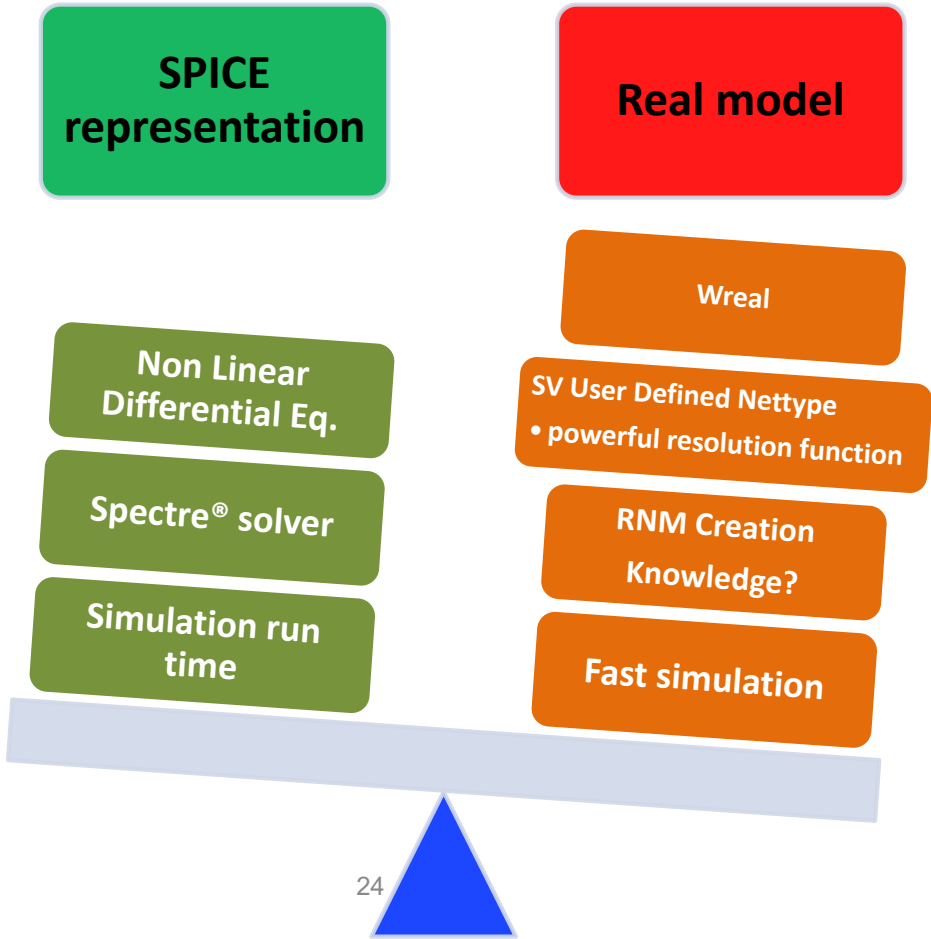 SPICE
representation
Real model
Non Linear
Differential Eq.
Spectre® solver
Simulation run
time
Wreal
SV User Defined Nettype
• powerful resolution function
RNM Creation
Knowledge?
Fast simulation
24